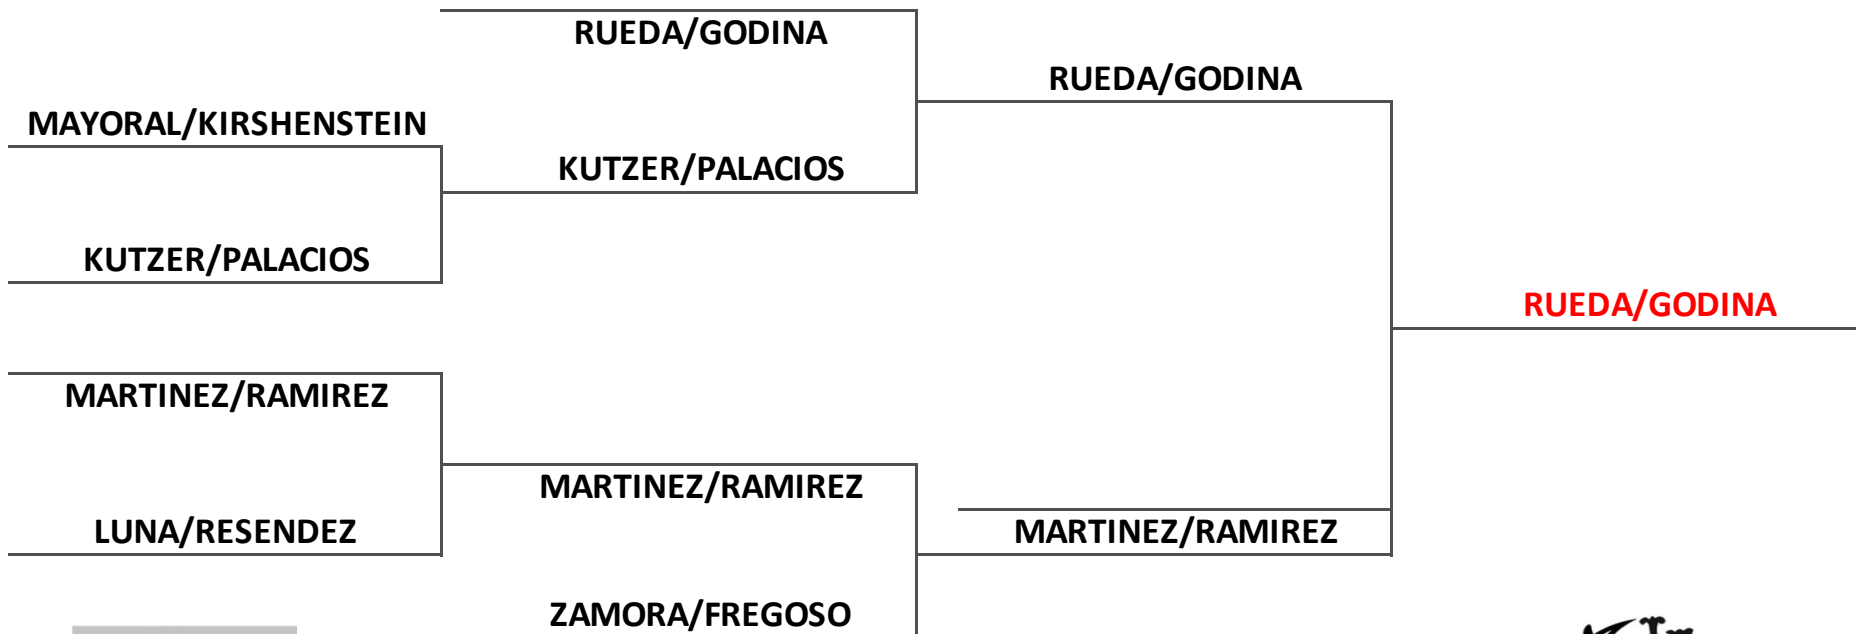 RUEDA/GODINA
RUEDA/GODINA
MAYORAL/KIRSHENSTEIN
KUTZER/PALACIOS
KUTZER/PALACIOS
RUEDA/GODINA
MARTINEZ/RAMIREZ
MARTINEZ/RAMIREZ
LUNA/RESENDEZ
MARTINEZ/RAMIREZ
ZAMORA/FREGOSO